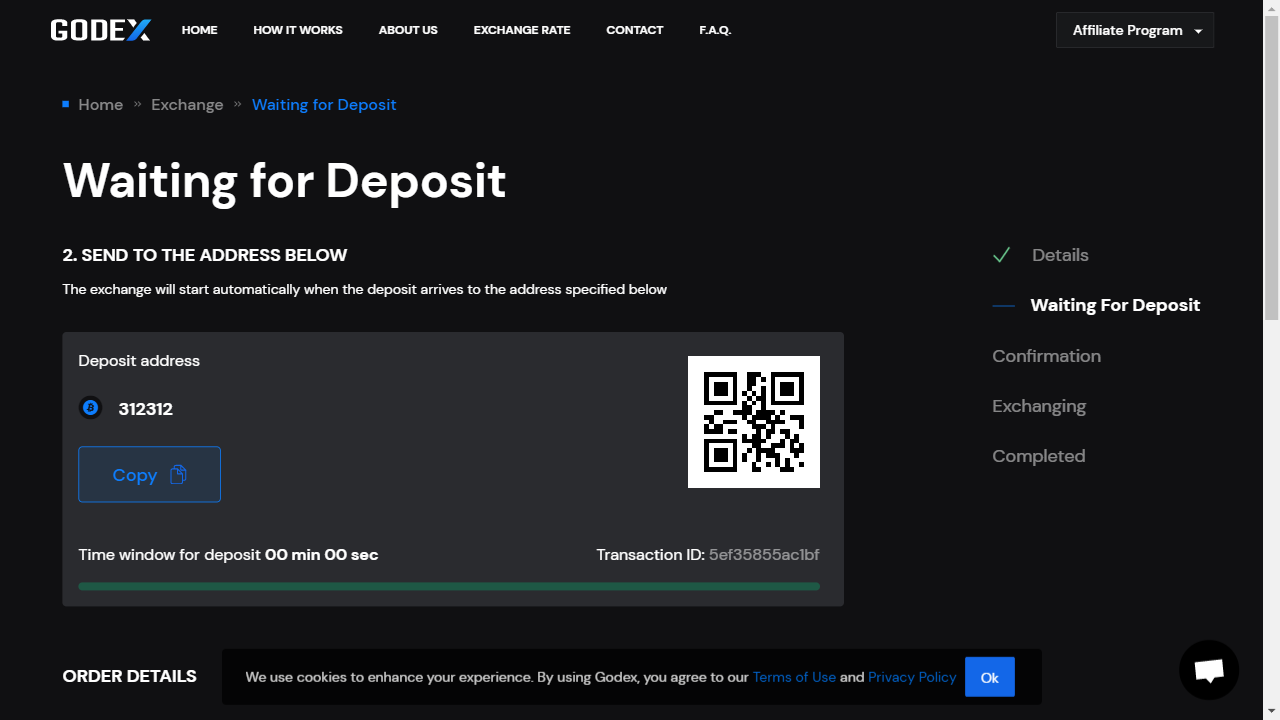 GODEX
HOME HOW IT WORKS ABOUT US EXCHANGE RATE CONTACT F.A.Q.
Affiliate Program
Home » Exchange » Waiting for Deposit
Waiting for Deposit
2. SEND TO THE ADDRESS BELOW
The exchange will start automatically when the deposit arrives to the address specified below
Deposit address
312312
Copy
Time window for deposit 00 min 00 sec
Transaction ID: 5ef35855ac1bf
Details
Waiting For Deposit
Confirmation
Exchanging
Completed
ORDER DETAILS
We use cookies to enhance your experience. By using Godex, you agree to our Terms of Use and Privacy Policy
Ok